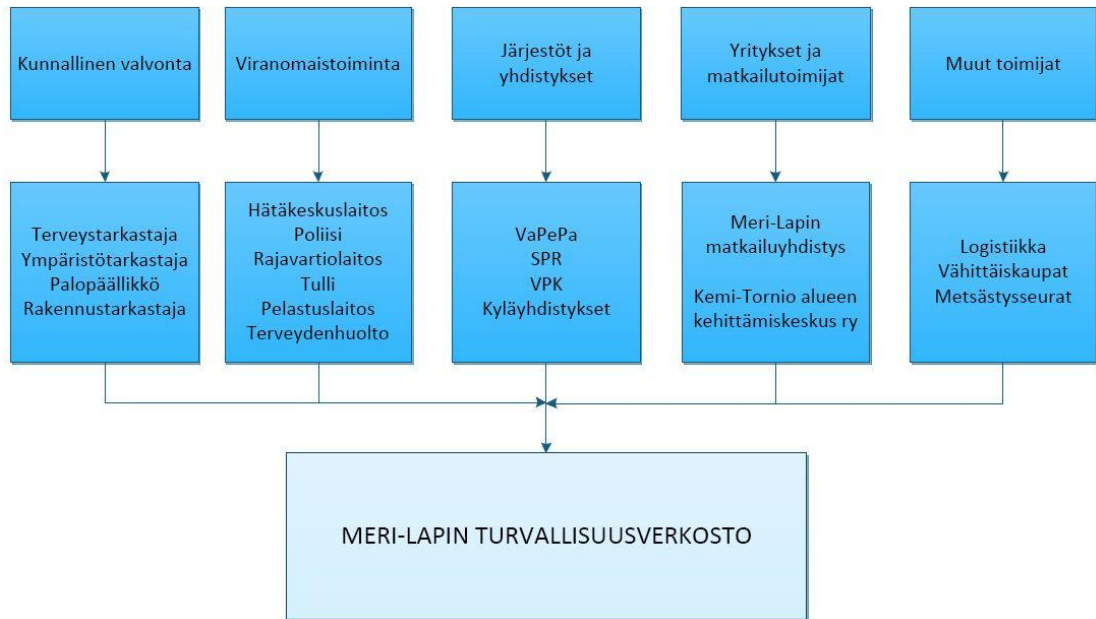 Kunnallinen valvonta
Viranomaistoiminta
Järjestöt ja
yhdistykset
Yritykset ja
matkailutoimijat
Muut toimijat
Terveystarkastaja
Ympäristötarkastaja
Palopäällikkö
Rakennustarkastaja
Hätäkeskuslaitos
Poliisi
Rajavartiolaitos
Tulli
Pelastuslaitos
Terveydenhuolto
VaPePa
SPR
VPK
Kyläyhdistykset
Meri-Lapin
matkailuyhdistys
Kemi-Tornio alueen
kehittämiskeskus ry
Logistiikka
Vähittäiskaupat
Metsästysseurat
MERI-LAPIN TURVALLISUUSVERKOSTO